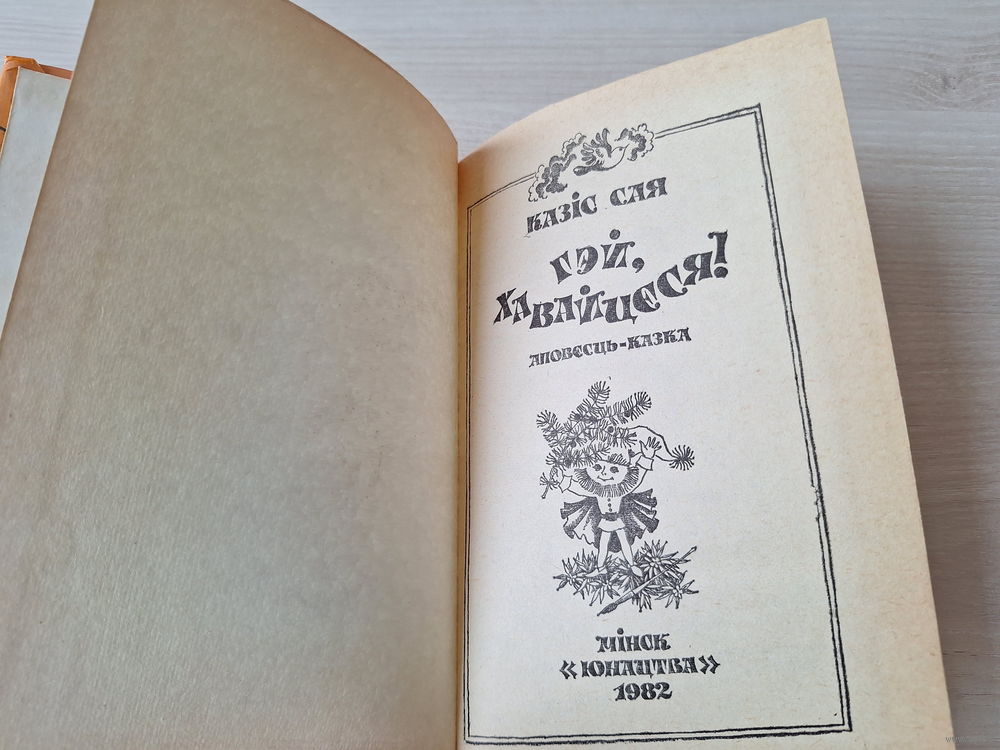 КАЗІС САЯ
ГЭЙ,
ХАВАЙЦЕСЯ!
АПОВЕСЦЬ-КАЗКА
МІНСК
«ЮНАЦТВА»
1982